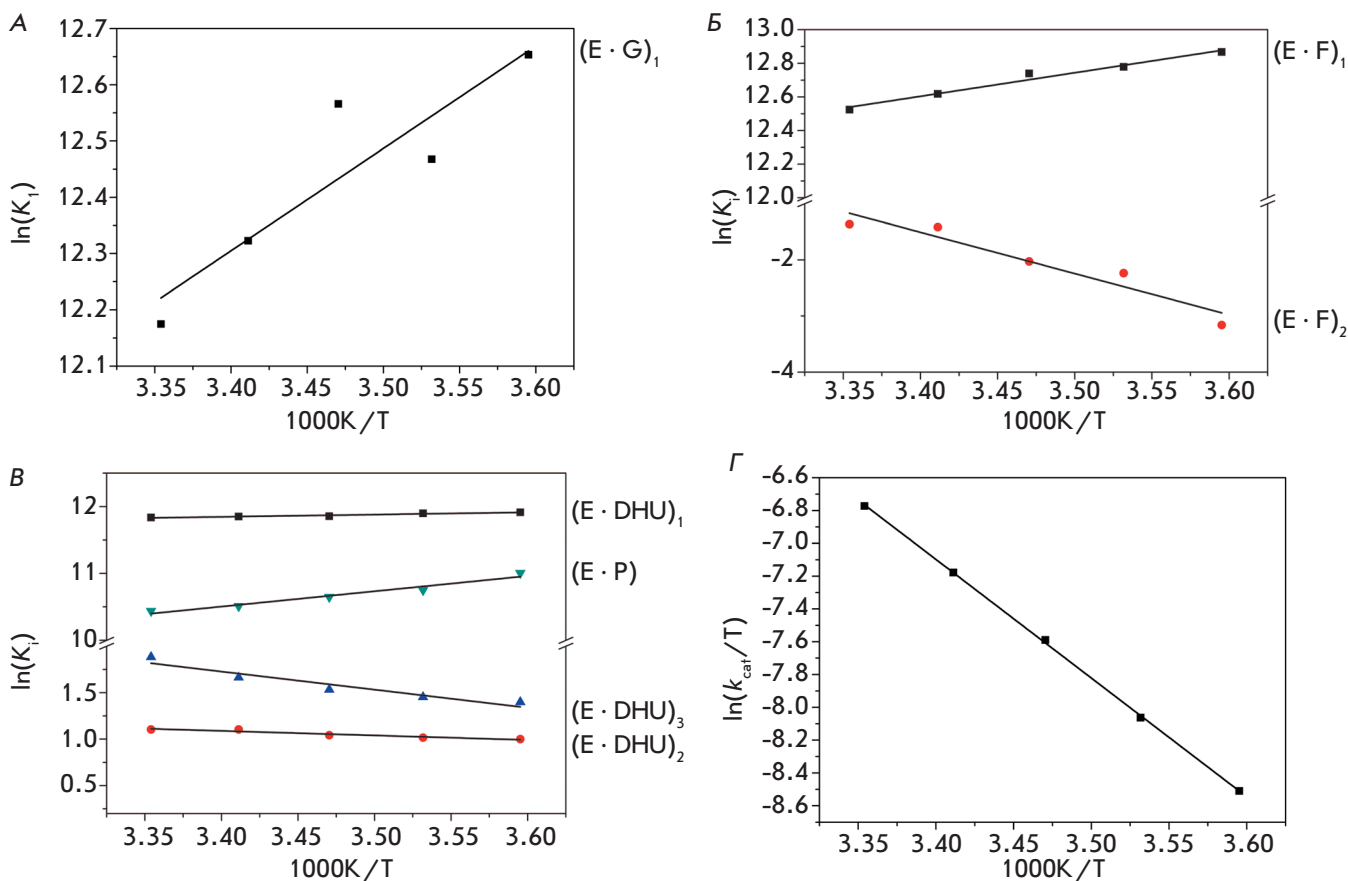 А
12.7
12.6
12.5
12.4
12.3
12.2
12.1
ln(K₁)
3.35 3.40 3.45 3.50 3.55 3.60
1000K/T
(E · G)₁
Б
13.0
12.8
12.6
12.4
12.2
12.0
-2
-4
ln(Kᵢ)
3.35 3.40 3.45 3.50 3.55 3.60
1000K/T
(E · F)₁
(E · F)₂
В
12
10
1.5
1.0
0.5
ln(Kᵢ)
3.35 3.40 3.45 3.50 3.55 3.60
1000K/T
(E · DHU)₁
(E · P)
(E · DHU)₃
(E · DHU)₂
Г
-6.6
-6.8
-7.0
-7.2
-7.4
-7.6
-7.8
-8.0
-8.2
-8.4
-8.6
ln(k_cat/T)
3.35 3.40 3.45 3.50 3.55 3.60
1000K/T